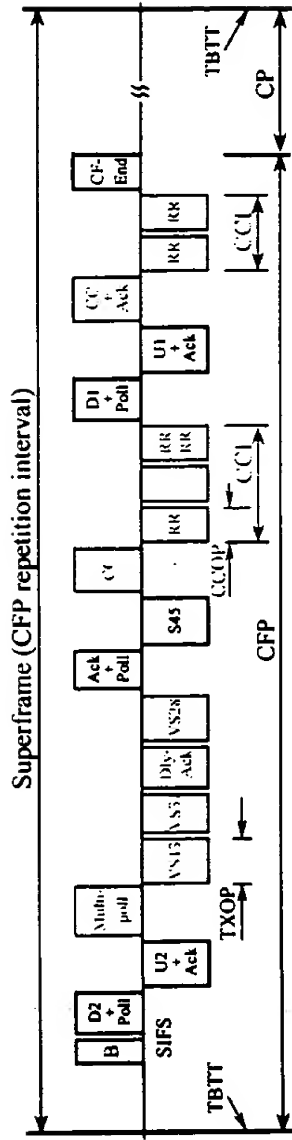 Superframe (CFP repetition interval)
TBTT
B
SIFS
D2 + Poll
U2 + Ack
Multi-poll
TXOP
Dly-Ack
VS28
Ack + Poll
S45
CC
CCOP
RR
CCI
RR RR
D1 + Poll
U1 + Ack
CC + Ack
RR
RR
CCI
CF-End
CFP
CP
TBTT